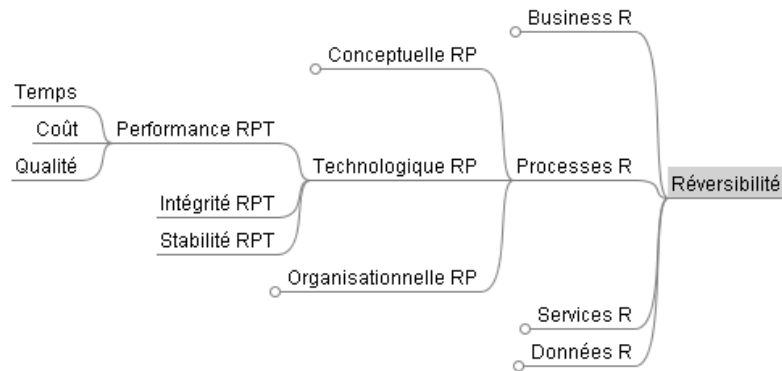 Business R
Conceptuelle RP
Temps
Coût
Performance RPT
Qualité
Technologique RP
Processes R
Réversibilité
Intégrité RPT
Stabilité RPT
Organisationnelle RP
Services R
Données R